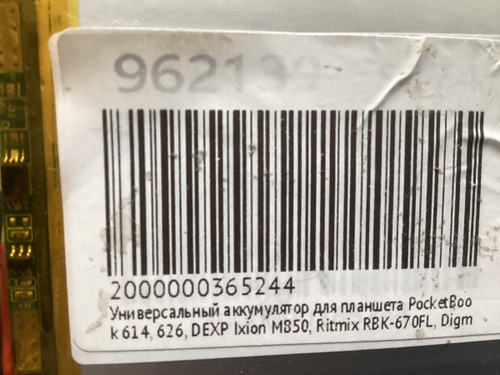 962139
2000000365244
Универсальный аккумулятор для планшета PocketBoo
k 614, 626, DEXP Ixion M850, Ritmix RBK-670FL, Digm